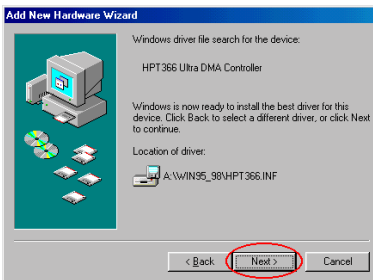 Add New Hardware Wizard
Windows driver file search for the device:
HPT366 Ultra DMA Controller
Windows is now ready to install the best driver for this
device. Click Back to select a different driver, or click Next
to continue.
Location of driver:
A:\WIN95_98\HPT366.INF
< Back
Next >
Cancel